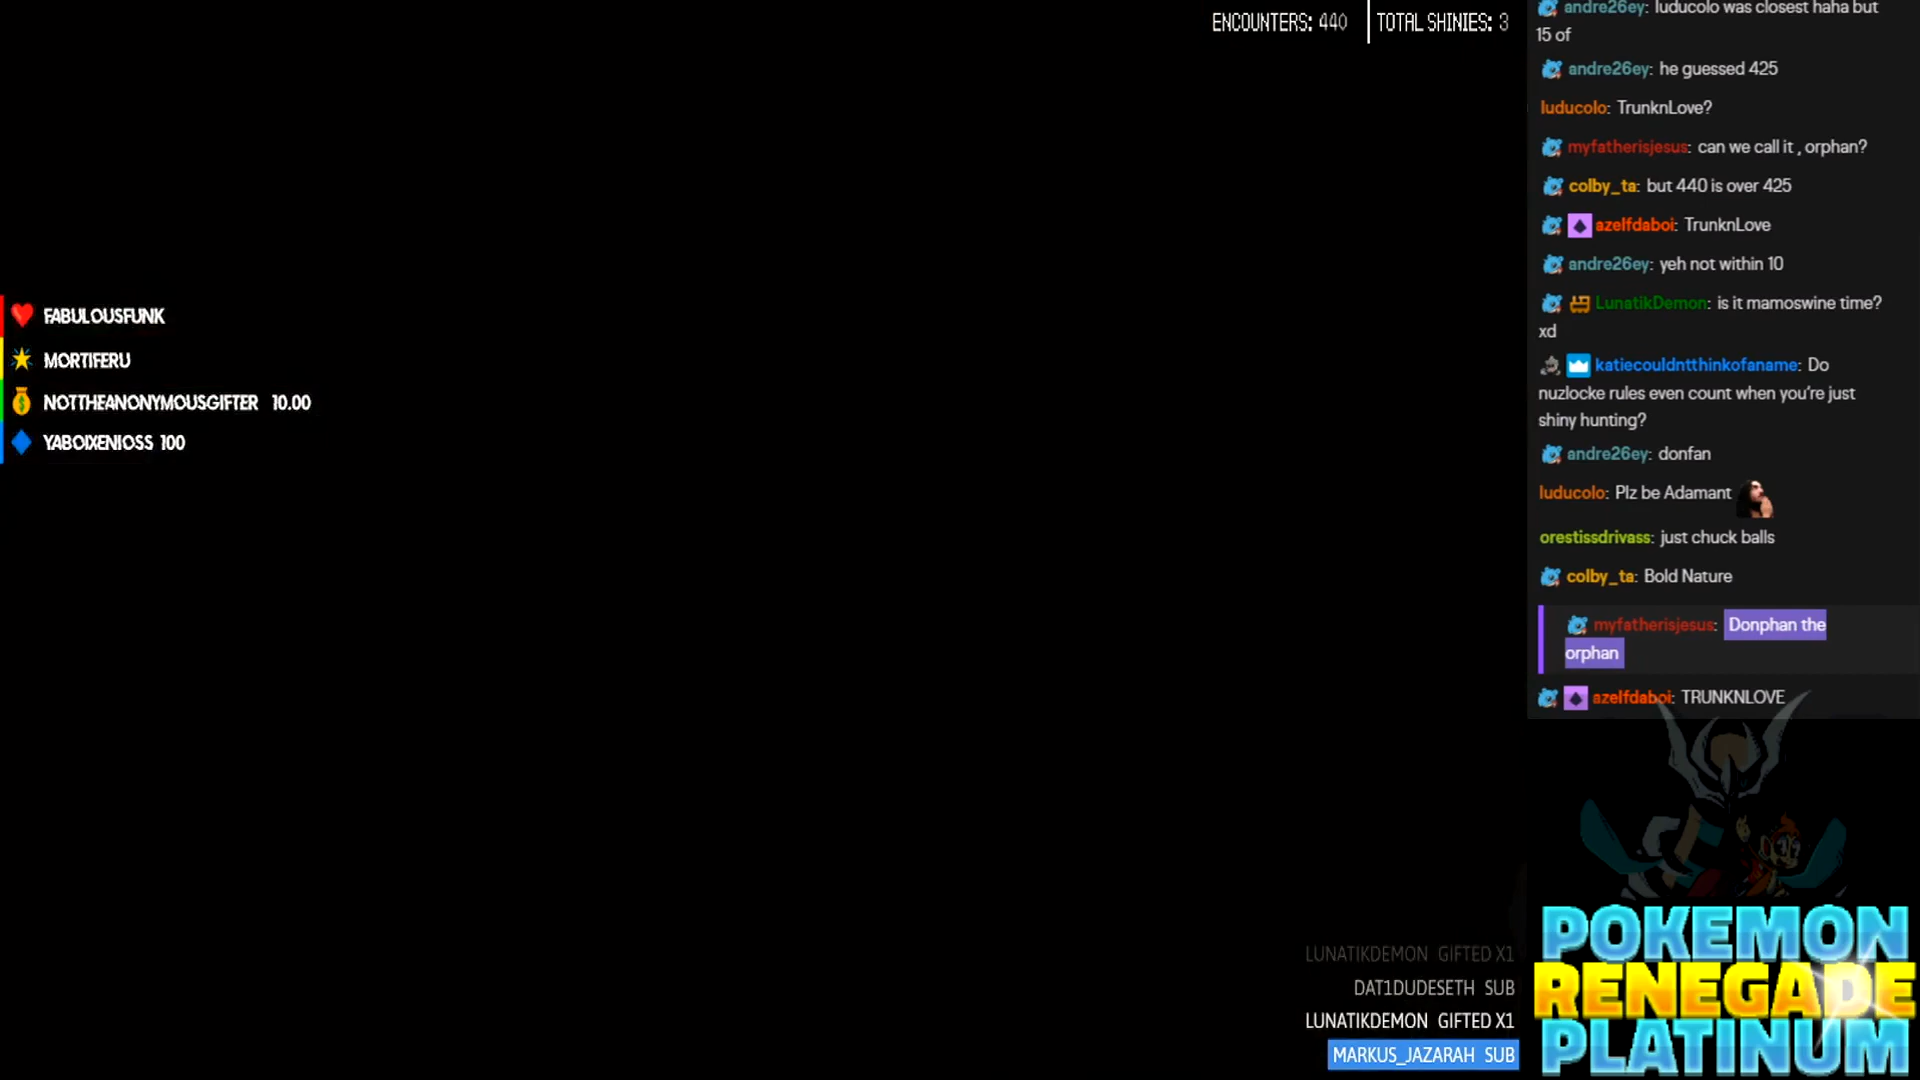 ENCOUNTERS: 440
TOTAL SHINIES: 3
FABULOUSFUNK
MORTIFERU
NOTTHEANONYMOUSGIFTER 10.00
YABOIXENIOSS 100
andre26ey: luducolo was closest haha but
15 of
andre26ey: he guessed 425
luducolo: TrunknLove?
myfatherisjesus: can we call it , orphan?
colby_ta: but 440 is over 425
azelfdaboi: TrunknLove
andre26ey: yeh not within 10
LunatikDemon: is it mamoswine time?
xd
katiecouldntthinkofaname: Do
nuzlocke rules even count when you're just
shiny hunting?
andre26ey: donfan
luducolo: Plz be Adamant
orestissdrivass: just chuck balls
colby_ta: Bold Nature
myfatherisjesus: Donphan the
orphan
azelfdaboi: TRUNKNLOVE
LUNATIKDEMON GIFTED X1
DAT1DUDESETH SUB
LUNATIKDEMON GIFTED X1
MARKUS_JAZARAH SUB
POKEMON
RENEGADE
PLATINUM